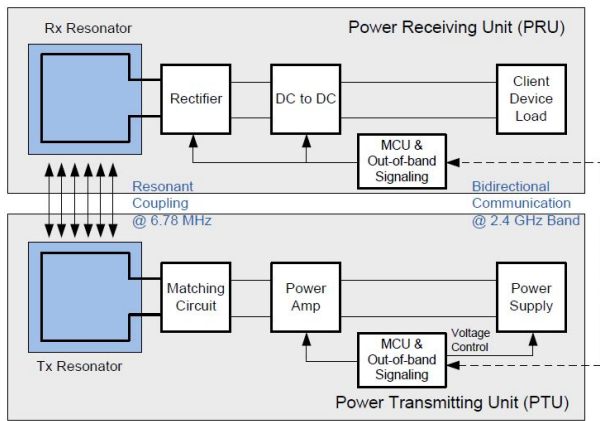 Rx Resonator
Power Receiving Unit (PRU)
Rectifier
DC to DC
Client
Device
Load
MCU &
Out-of-band
Signaling
Resonant
Coupling
@ 6.78 MHz
Bidirectional
Communication
@ 2.4 GHz Band
Matching
Circuit
Power
Amp
Power
Supply
Voltage
Control
MCU &
Out-of-band
Signaling
Tx Resonator
Power Transmitting Unit (PTU)